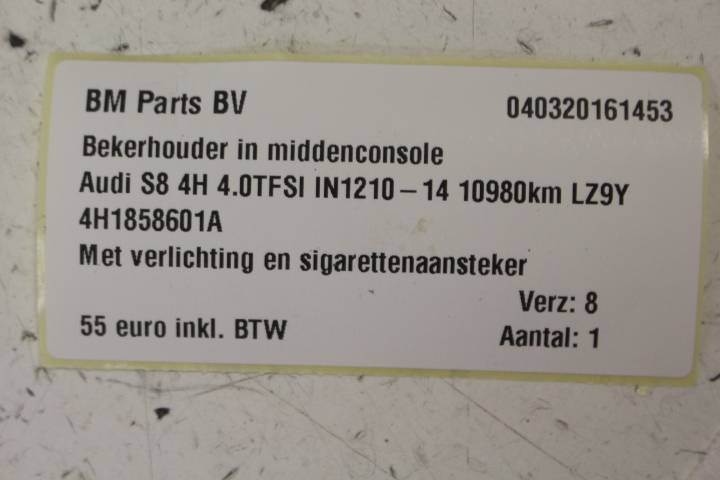 BM Parts BV 040320161453
Bekerhouder in middenconsole
Audi S8 4H 4.0TFSI IN1210 – 14 10980km LZ9Y
4H1858601A
Met verlichting en sigarettenaansteker
Verz: 8
55 euro inkl. BTW Aantal: 1